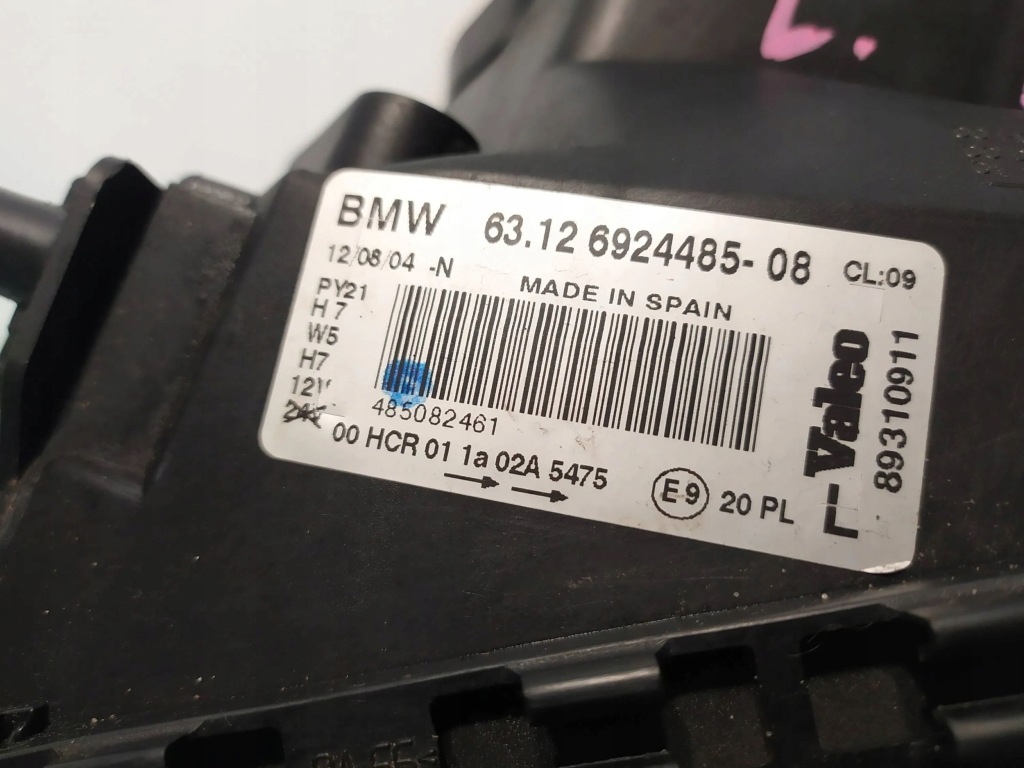 L.
BMW 63.12 6924485-08 CL:09
12/08/04 -N
MADE IN SPAIN
PY21
H7
W5
H7
12V
24V
485082461
00 HCR 01 1a 02A 5475
E9 20 PL
L-Valeo
89310911